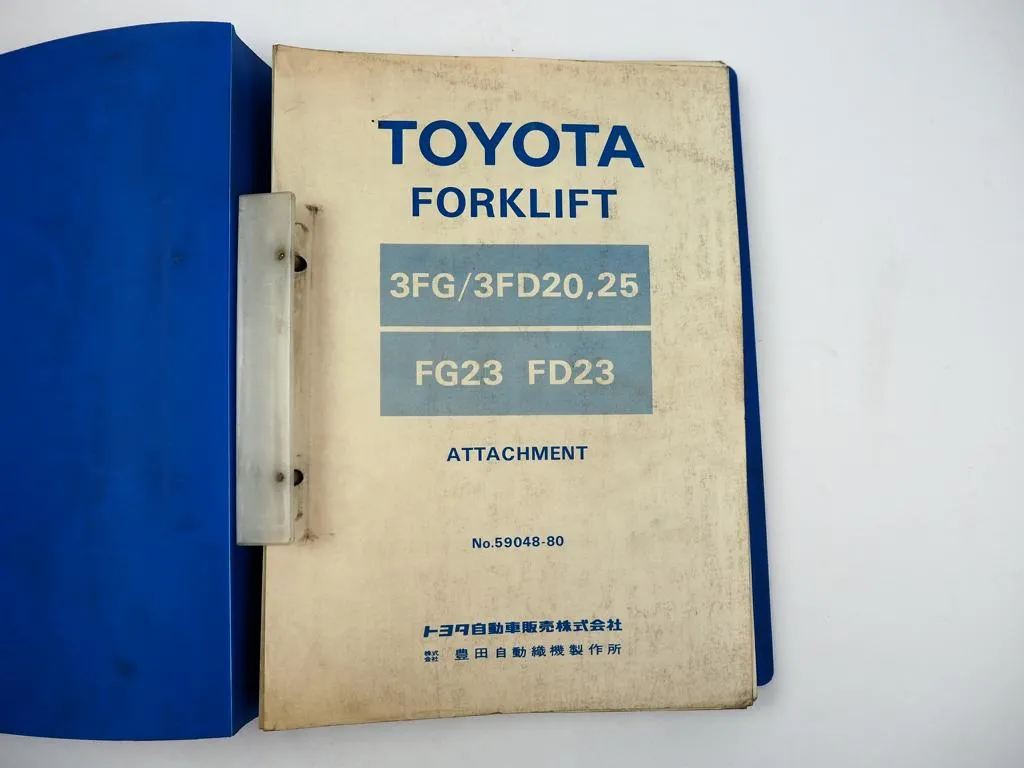 TOYOTA
FORKLIFT
3FG/3FD20,25
FG23 FD23
ATTACHMENT
No.59048-80
トヨタ自動車販売株式会社
株式会社 豊田自動織機製作所